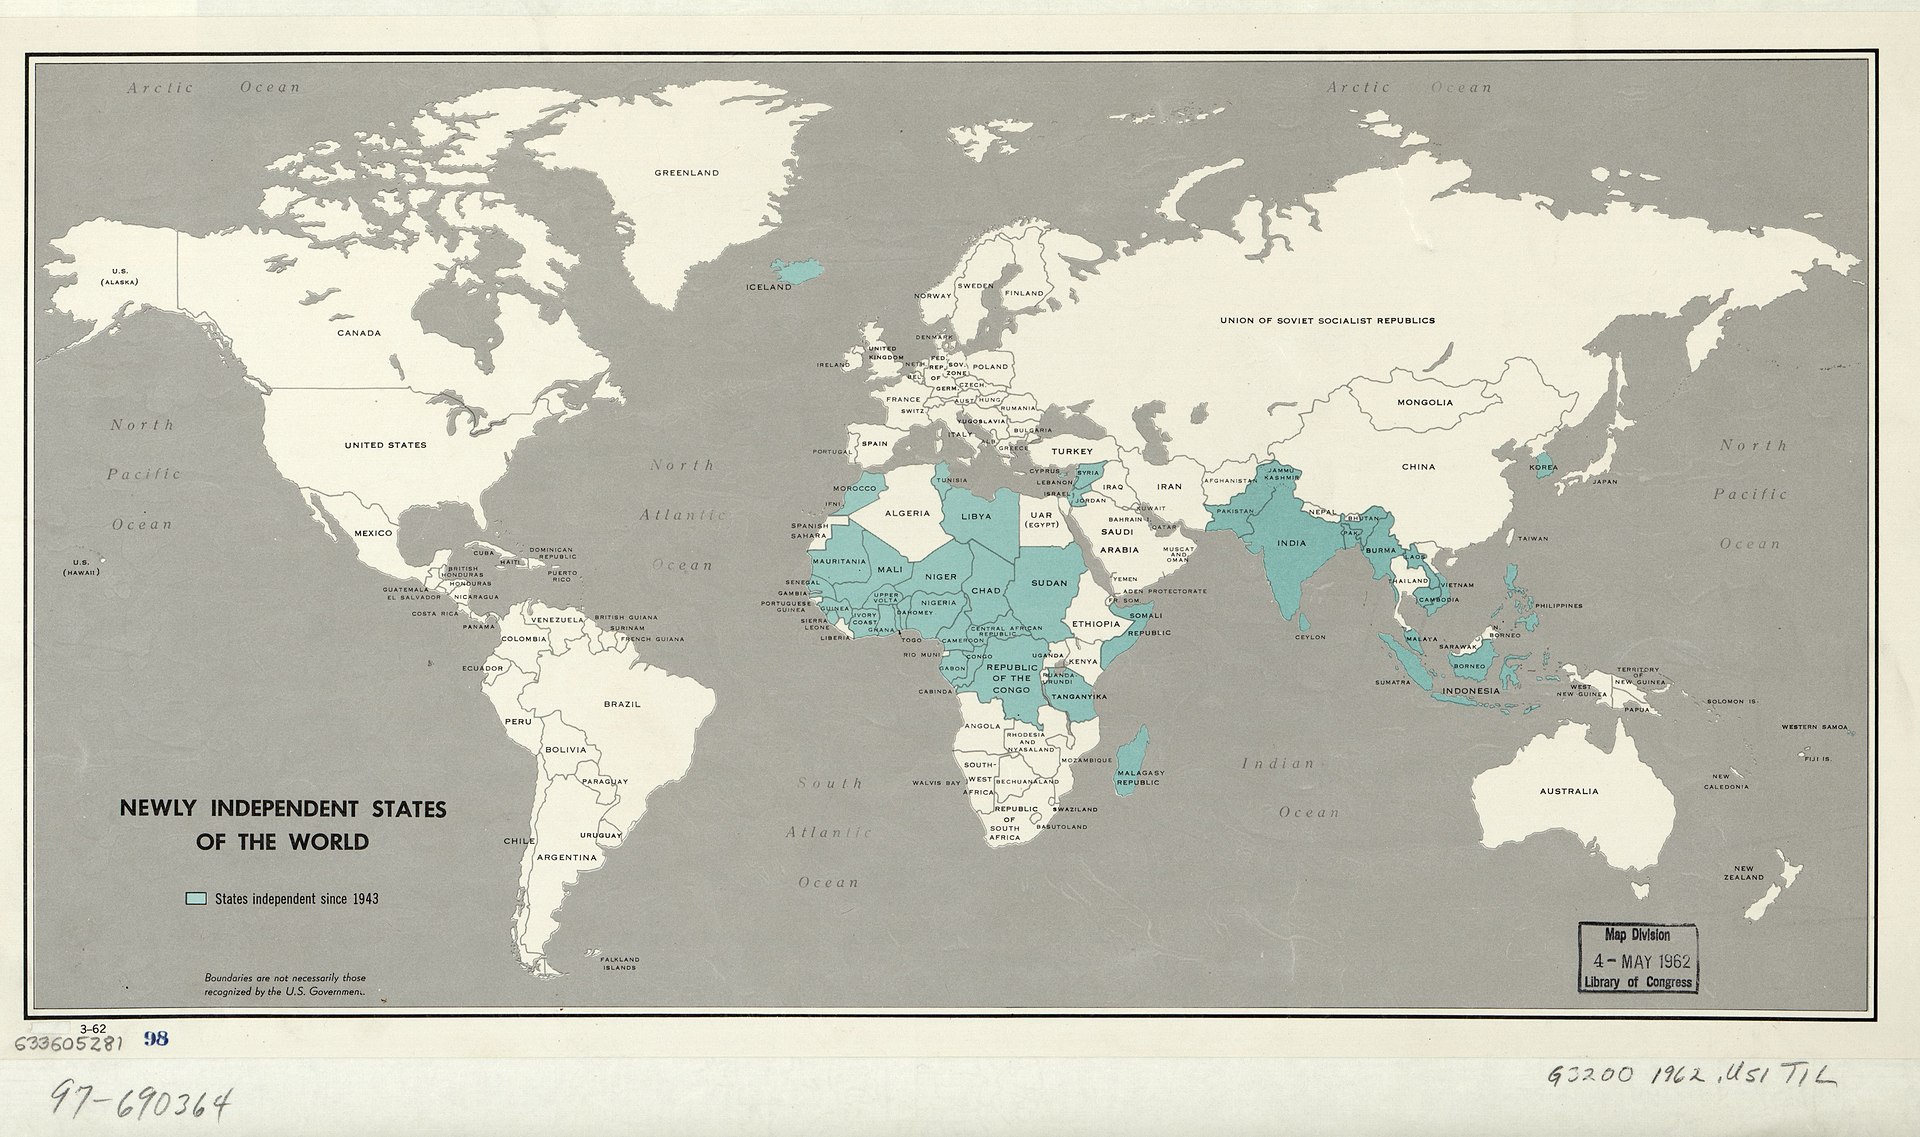 Arctic Ocean
Arctic Ocean
GREENLAND
U.S.
(ALASKA)
ICELAND
NORWAY
SWEDEN
FINLAND
CANADA
UNION OF SOVIET SOCIALIST REPUBLICS
DENMARK
IRELAND
UNITED
KINGDOM
NETH.
BEL.
FED.
REP.
OF
GERM.
SOV.
ZONE
POLAND
CZECH.
FRANCE
SWITZ.
AUST.
HUNG.
RUMANIA
YUGOSLAVIA
BULGARIA
ITALY
ALB.
GREECE
MONGOLIA
North
Pacific
Ocean
UNITED STATES
North
Atlantic
Ocean
PORTUGAL
SPAIN
TURKEY
CHINA
KOREA
JAPAN
North
Pacific
Ocean
CYPRUS
SYRIA
LEBANON
ISRAEL
JORDAN
IRAQ
IRAN
AFGHANISTAN
JAMMU
KASHMIR
MOROCCO
IFNI
TUNISIA
ALGERIA
LIBYA
UAR
(EGYPT)
KUWAIT
BAHRAIN
QATAR
SAUDI
ARABIA
MUSCAT
AND
OMAN
PAKISTAN
NEPAL
BHUTAN
PAK.
INDIA
BURMA
LAOS
TAIWAN
SPANISH
SAHARA
MEXICO
U.S.
(HAWAII)
CUBA
HAITI
DOMINICAN
REPUBLIC
PUERTO
RICO
BRITISH
HONDURAS
HONDURAS
GUATEMALA
EL SALVADOR
NICARAGUA
COSTA RICA
PANAMA
MAURITANIA
MALI
NIGER
CHAD
SUDAN
YEMEN
ADEN PROTECTORATE
FR. SOM.
THAILAND
VIETNAM
CAMBODIA
PHILIPPINES
SENEGAL
GAMBIA
PORTUGUESE
GUINEA
GUINEA
SIERRA
LEONE
LIBERIA
IVORY
COAST
UPPER
VOLTA
GHANA
TOGO
DAHOMEY
NIGERIA
CAMEROON
CENTRAL AFRICAN
REPUBLIC
ETHIOPIA
SOMALI
REPUBLIC
CEYLON
VENEZUELA
BRITISH GUIANA
SURINAM
FRENCH GUIANA
COLOMBIA
ECUADOR
RIO MUNI
GABON
CONGO
REPUBLIC
OF THE
CONGO
UGANDA
KENYA
RUANDA
URUNDI
TANGANYIKA
CABINDA
MALAYA
N.
BORNEO
SARAWAK
BORNEO
SUMATRA
INDONESIA
WEST
NEW GUINEA
TERRITORY
OF
NEW GUINEA
PAPUA
SOLOMON IS.
WESTERN SAMOA
FIJI IS.
NEW
CALEDONIA
BRAZIL
PERU
BOLIVIA
PARAGUAY
CHILE
URUGUAY
ARGENTINA
FALKLAND
ISLANDS
ANGOLA
RHODESIA
AND
NYASALAND
MOZAMBIQUE
MALAGASY
REPUBLIC
WALVIS BAY
SOUTH-
WEST
AFRICA
BECHUANALAND
REPUBLIC
OF
SOUTH
AFRICA
SWAZILAND
BASUTOLAND
South
Atlantic
Ocean
Indian
Ocean
AUSTRALIA
NEW
ZEALAND
NEWLY INDEPENDENT STATES
OF THE WORLD
States independent since 1943
Boundaries are not necessarily those
recognized by the U.S. Government.
Map Division
4 - MAY 1962
Library of Congress
3-62
633605281 98
97-690364
G3200 1962 .U51 TIL